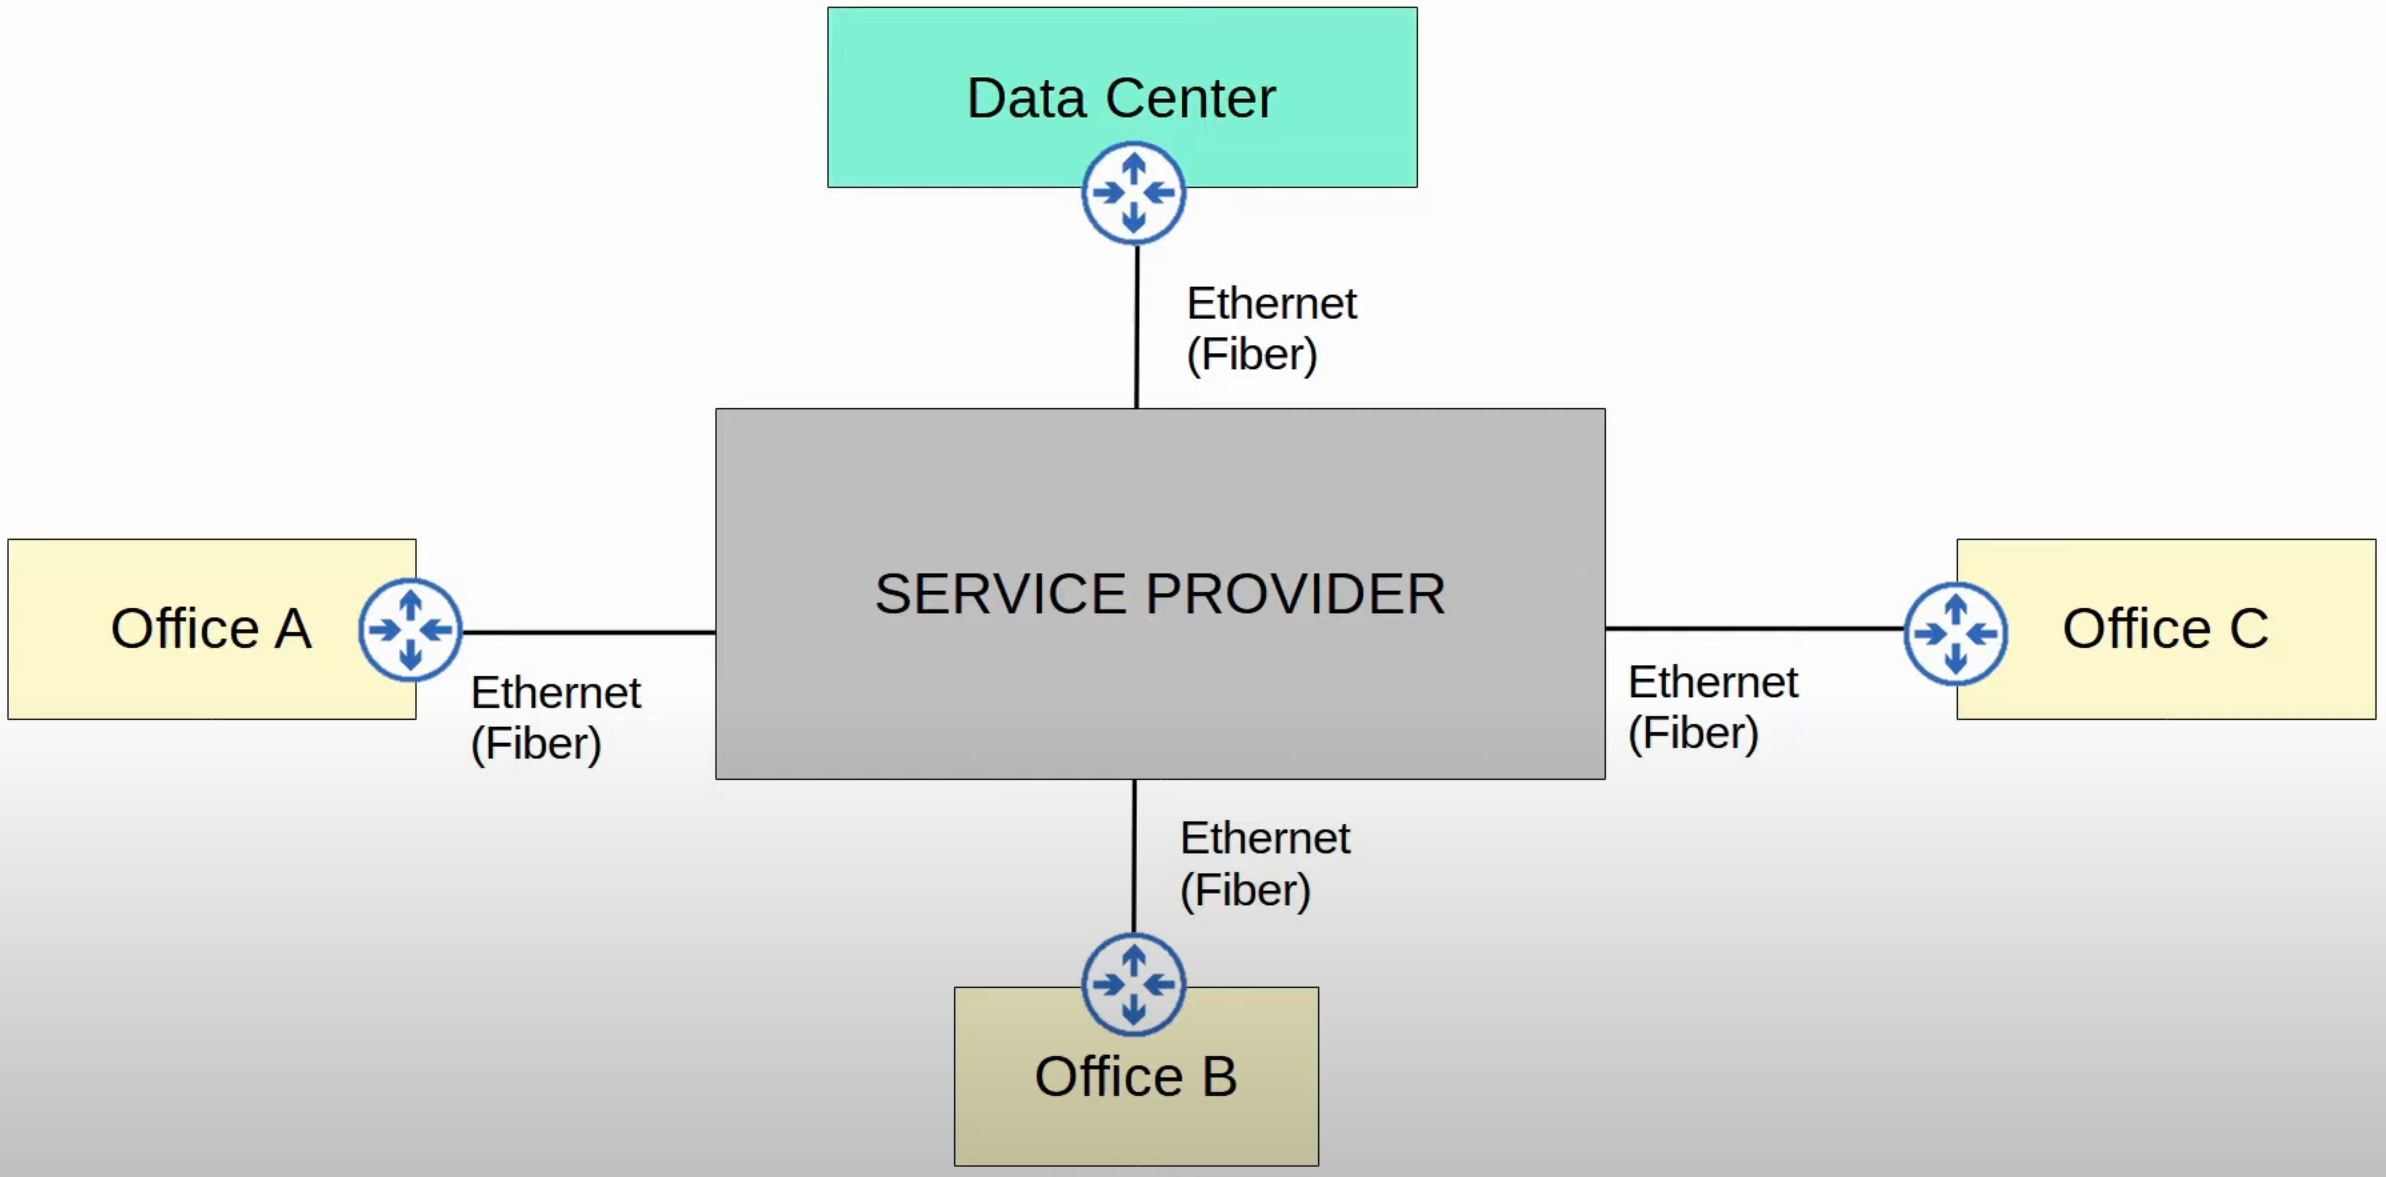 Data Center
Ethernet
(Fiber)
SERVICE PROVIDER
Office A
Ethernet
(Fiber)
Office C
Ethernet
(Fiber)
Ethernet
(Fiber)
Office B